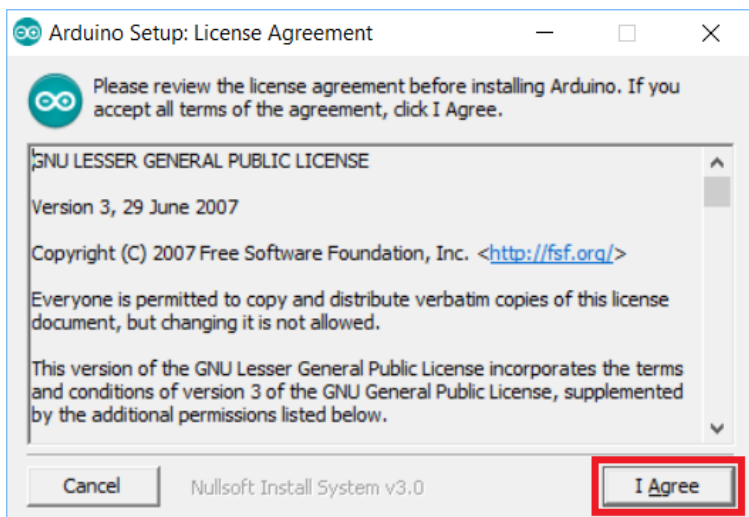 Arduino Setup: License Agreement
Please review the license agreement before installing Arduino. If you
accept all terms of the agreement, click I Agree.
GNU LESSER GENERAL PUBLIC LICENSE
Version 3, 29 June 2007
Copyright (C) 2007 Free Software Foundation, Inc. <http://fsf.org/>
Everyone is permitted to copy and distribute verbatim copies of this license
document, but changing it is not allowed.
This version of the GNU Lesser General Public License incorporates the terms
and conditions of version 3 of the GNU General Public License, supplemented
by the additional permissions listed below.
Cancel Nullsoft Install System v3.0 I Agree